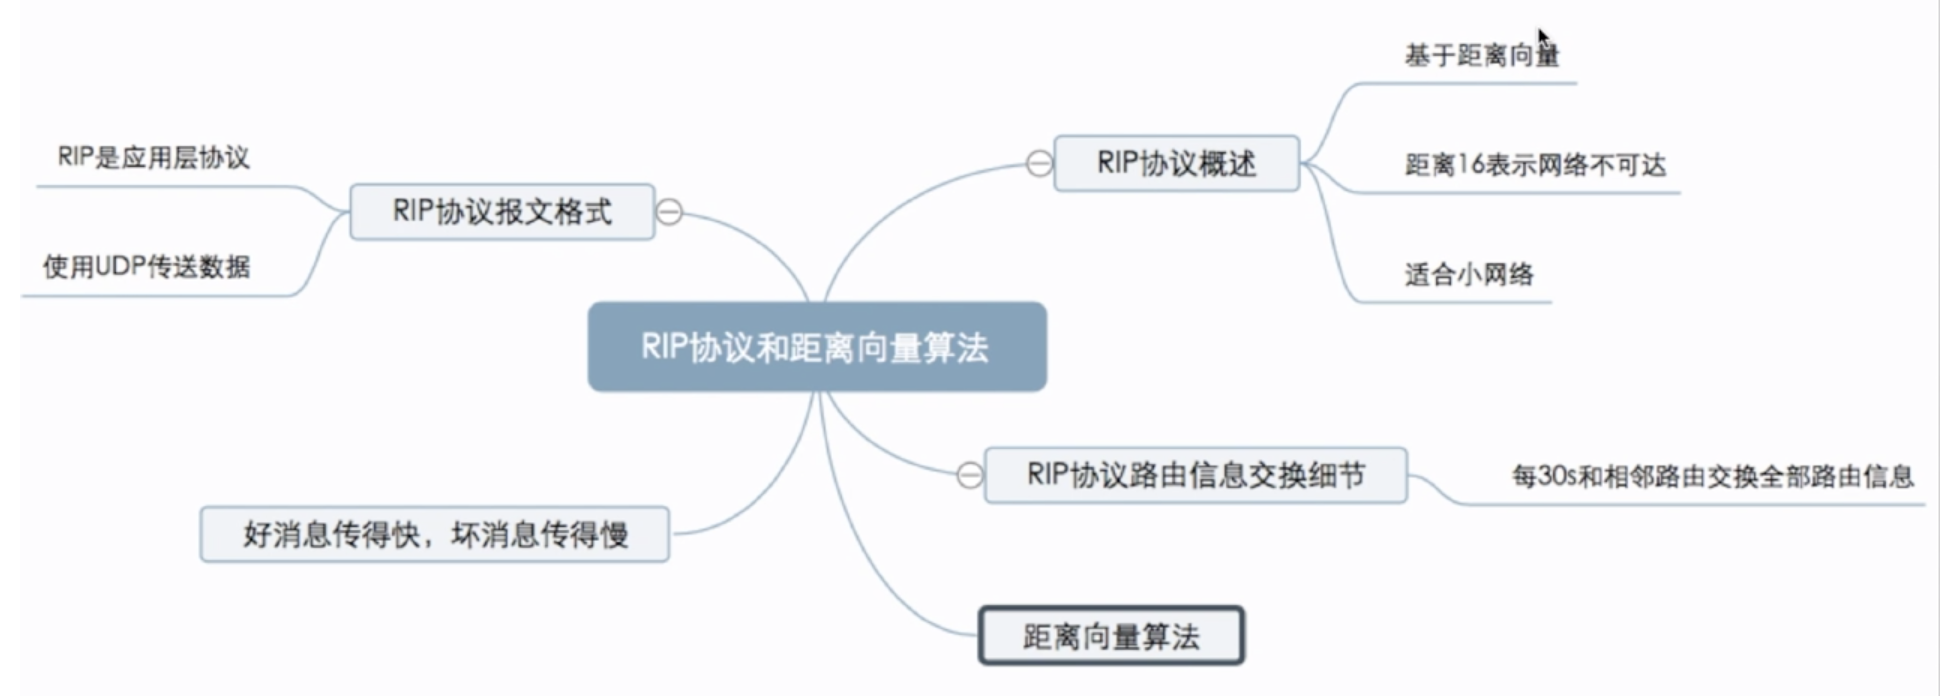 基于距离向量
RIP是应用层协议
RIP协议概述
距离16表示网络不可达
RIP协议报文格式
使用UDP传送数据
适合小网络
RIP协议和距离向量算法
RIP协议路由信息交换细节
每30s和相邻路由交换全部路由信息
好消息传得快，坏消息传得慢
距离向量算法